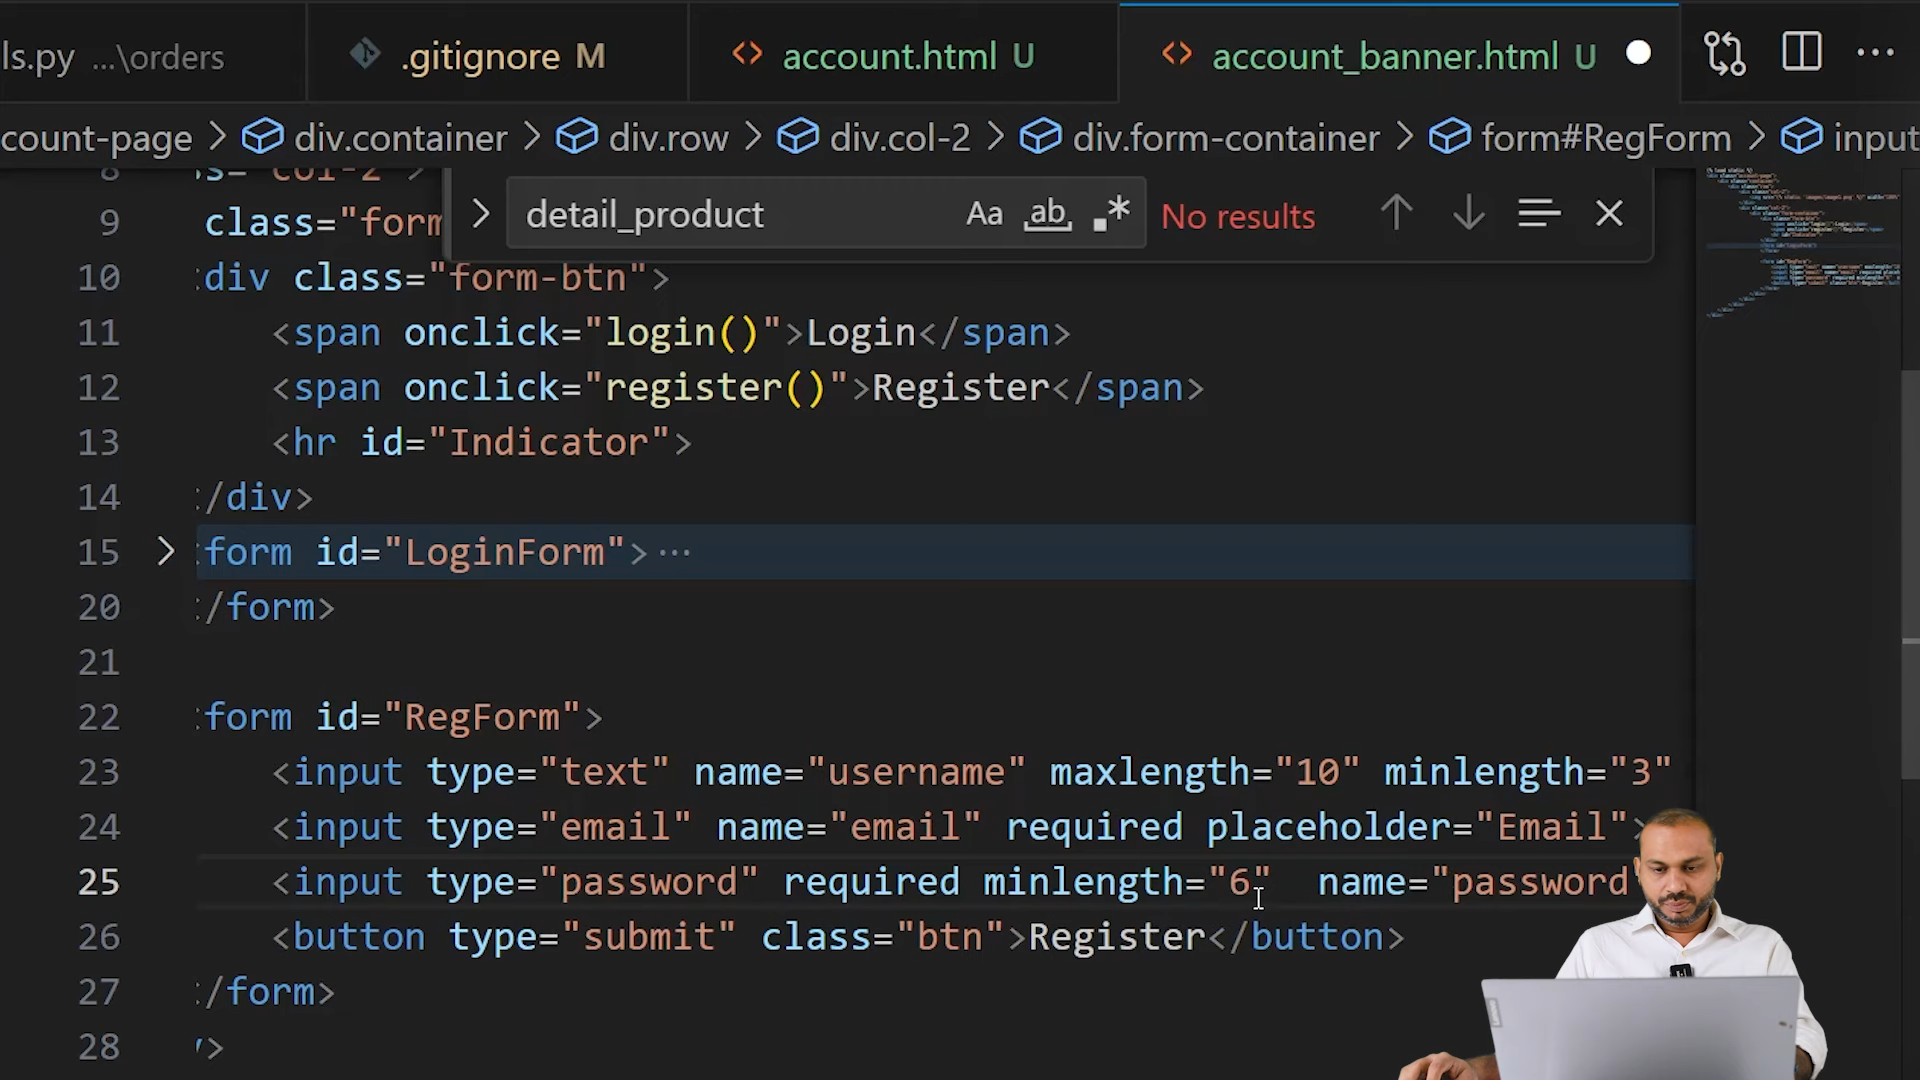 ls.py ...\orders .gitignore M account.html U account_banner.html U
count-page > div.container > div.row > div.col-2 > div.form-container > form#RegForm > input
detail_product Aa ab .* No results
8 s="col-2">
9 class="form
10 div class="form-btn">
11 <span onclick="login()">Login</span>
12 <span onclick="register()">Register</span>
13 <hr id="Indicator">
14 /div>
15 form id="LoginForm"> ...
20 /form>
21
22 form id="RegForm">
23 <input type="text" name="username" maxlength="10" minlength="3"
24 <input type="email" name="email" required placeholder="Email">
25 <input type="password" required minlength="6" name="password
26 <button type="submit" class="btn">Register</button>
27 /form>
28 >